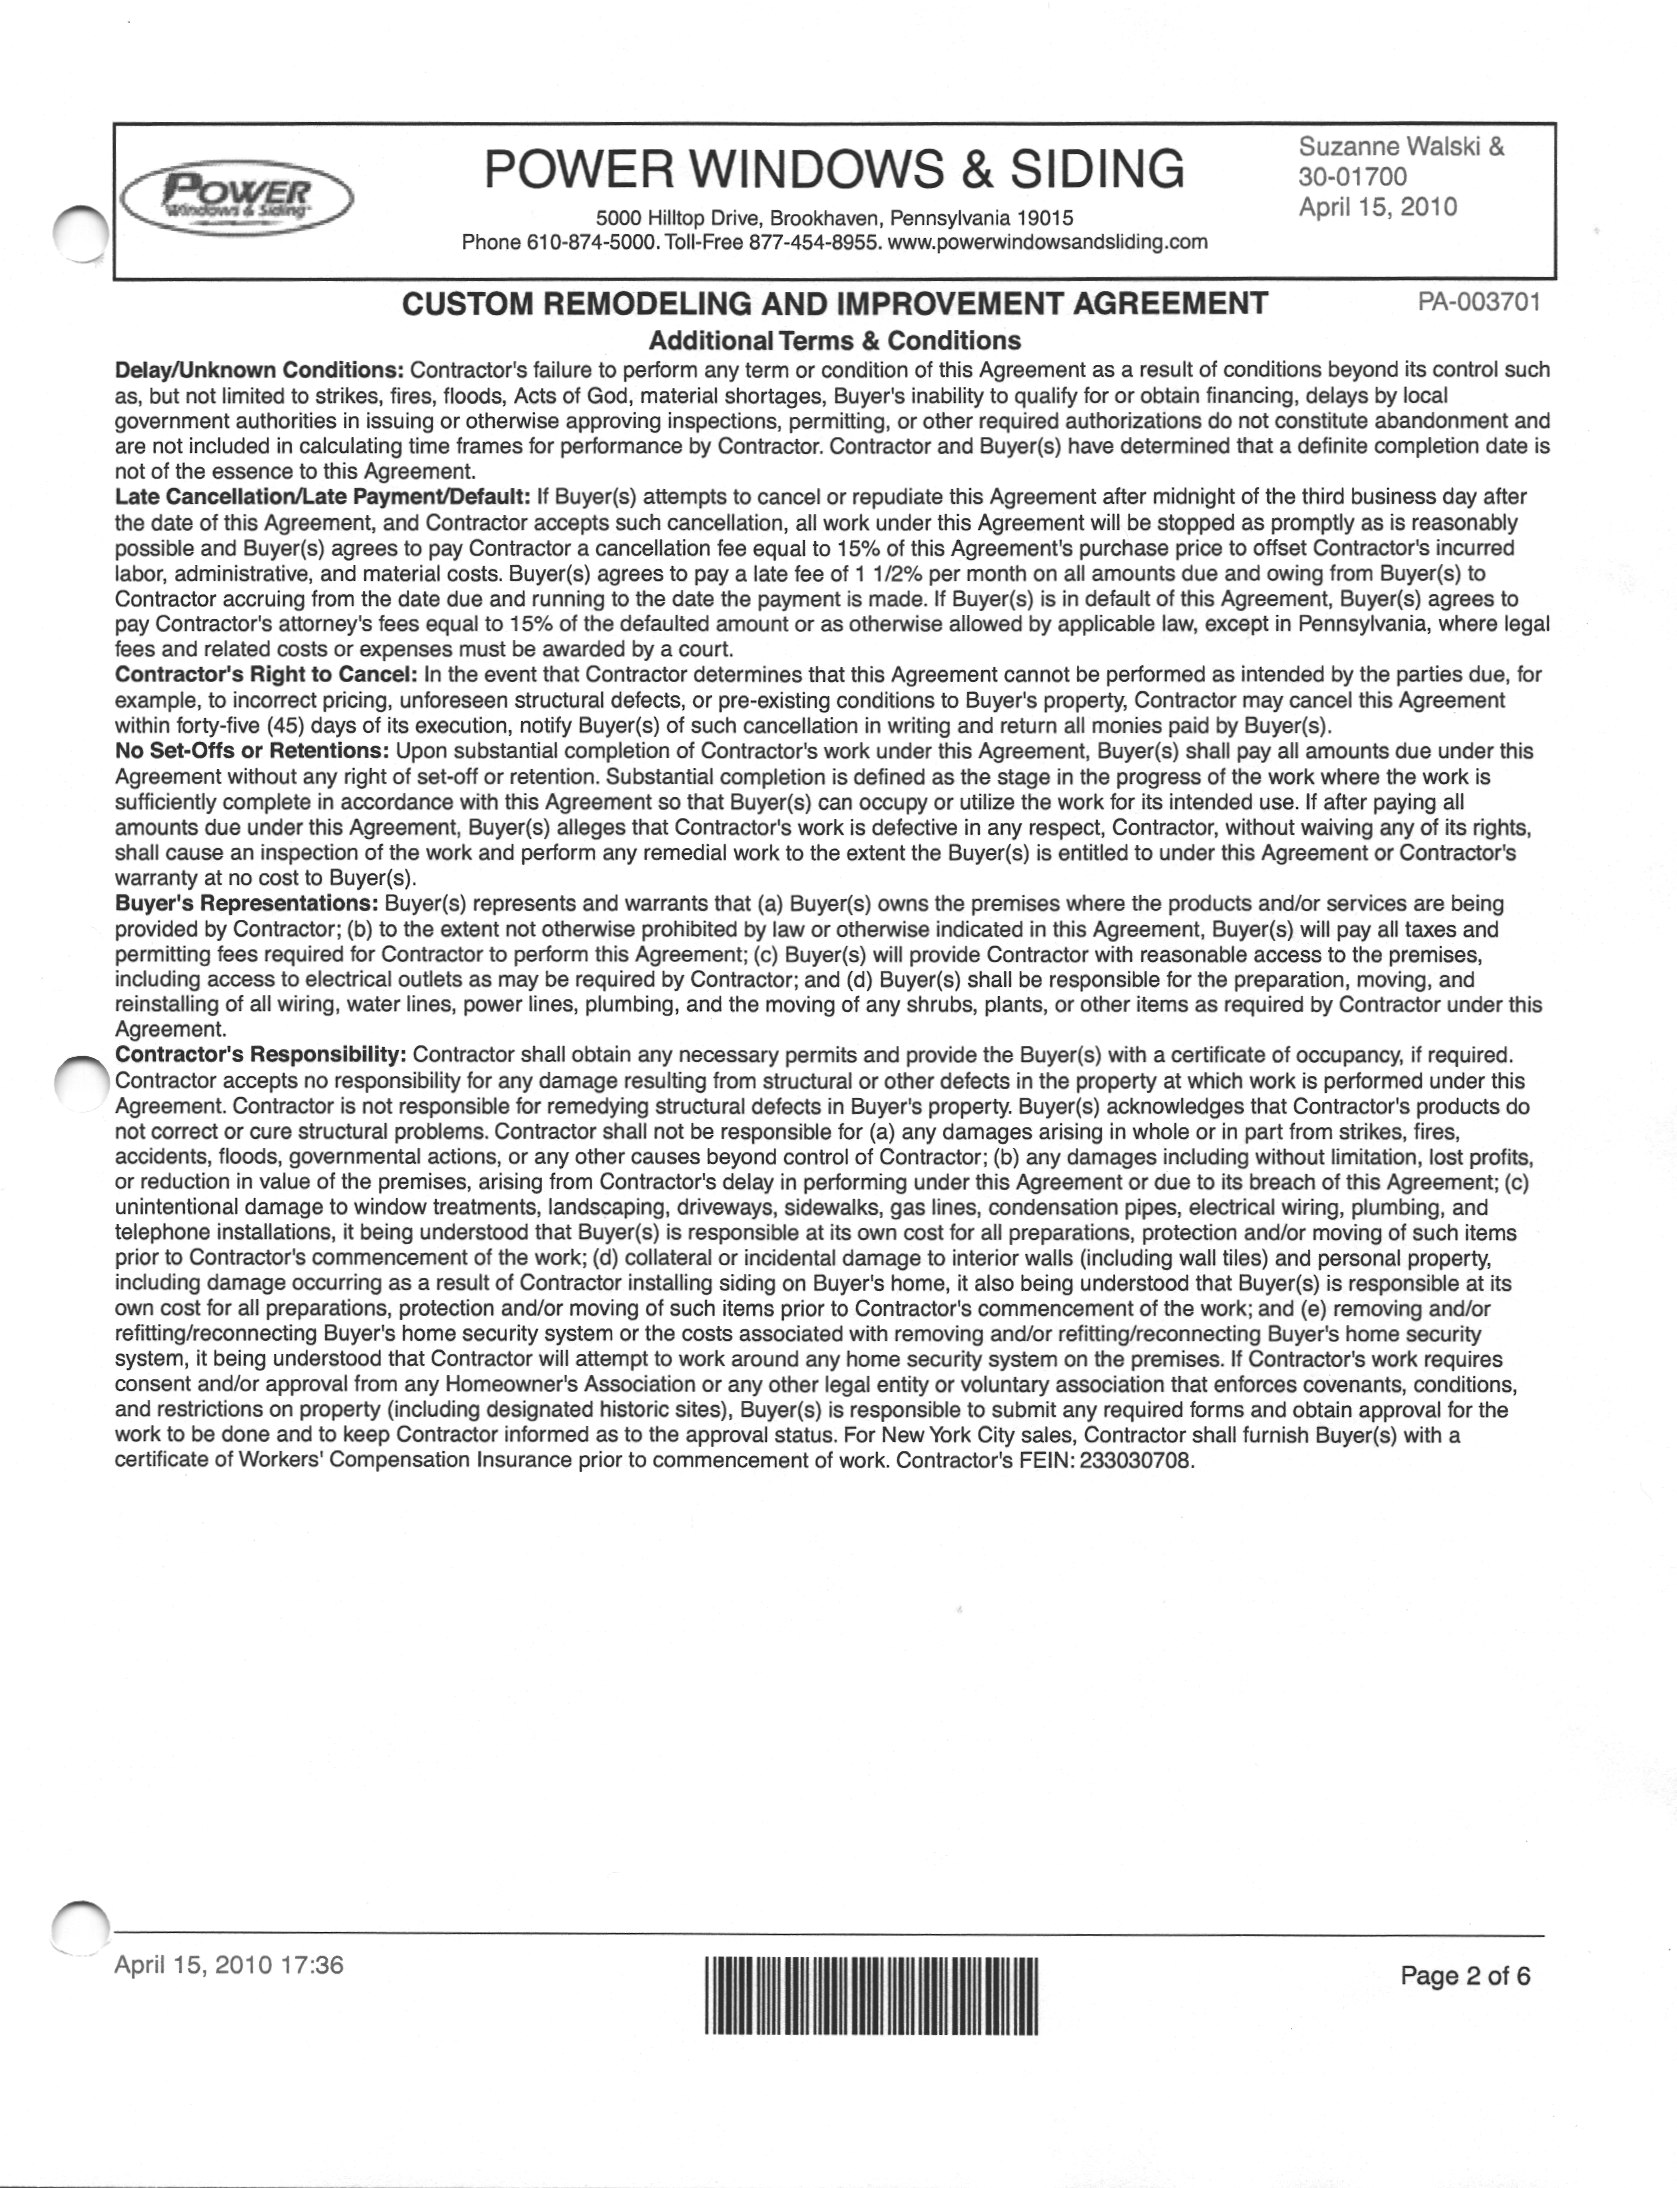 POWER
Windows & Siding
POWER WINDOWS & SIDING
5000 Hilltop Drive, Brookhaven, Pennsylvania 19015
Phone 610-874-5000. Toll-Free 877-454-8955. www.powerwindowsandsliding.com
Suzanne Walski &
30-01700
April 15, 2010
CUSTOM REMODELING AND IMPROVEMENT AGREEMENT
PA-003701
Additional Terms & Conditions
Delay/Unknown Conditions: Contractor's failure to perform any term or condition of this Agreement as a result of conditions beyond its control such
as, but not limited to strikes, fires, floods, Acts of God, material shortages, Buyer's inability to qualify for or obtain financing, delays by local
government authorities in issuing or otherwise approving inspections, permitting, or other required authorizations do not constitute abandonment and
are not included in calculating time frames for performance by Contractor. Contractor and Buyer(s) have determined that a definite completion date is
not of the essence to this Agreement.
Late Cancellation/Late Payment/Default: If Buyer(s) attempts to cancel or repudiate this Agreement after midnight of the third business day after
the date of this Agreement, and Contractor accepts such cancellation, all work under this Agreement will be stopped as promptly as is reasonably
possible and Buyer(s) agrees to pay Contractor a cancellation fee equal to 15% of this Agreement's purchase price to offset Contractor's incurred
labor, administrative, and material costs. Buyer(s) agrees to pay a late fee of 1 1/2% per month on all amounts due and owing from Buyer(s) to
Contractor accruing from the date due and running to the date the payment is made. If Buyer(s) is in default of this Agreement, Buyer(s) agrees to
pay Contractor's attorney's fees equal to 15% of the defaulted amount or as otherwise allowed by applicable law, except in Pennsylvania, where legal
fees and related costs or expenses must be awarded by a court.
Contractor's Right to Cancel: In the event that Contractor determines that this Agreement cannot be performed as intended by the parties due, for
example, to incorrect pricing, unforeseen structural defects, or pre-existing conditions to Buyer's property, Contractor may cancel this Agreement
within forty-five (45) days of its execution, notify Buyer(s) of such cancellation in writing and return all monies paid by Buyer(s).
No Set-Offs or Retentions: Upon substantial completion of Contractor's work under this Agreement, Buyer(s) shall pay all amounts due under this
Agreement without any right of set-off or retention. Substantial completion is defined as the stage in the progress of the work where the work is
sufficiently complete in accordance with this Agreement so that Buyer(s) can occupy or utilize the work for its intended use. If after paying all
amounts due under this Agreement, Buyer(s) alleges that Contractor's work is defective in any respect, Contractor, without waiving any of its rights,
shall cause an inspection of the work and perform any remedial work to the extent the Buyer(s) is entitled to under this Agreement or Contractor's
warranty at no cost to Buyer(s).
Buyer's Representations: Buyer(s) represents and warrants that (a) Buyer(s) owns the premises where the products and/or services are being
provided by Contractor; (b) to the extent not otherwise prohibited by law or otherwise indicated in this Agreement, Buyer(s) will pay all taxes and
permitting fees required for Contractor to perform this Agreement; (c) Buyer(s) will provide Contractor with reasonable access to the premises,
including access to electrical outlets as may be required by Contractor; and (d) Buyer(s) shall be responsible for the preparation, moving, and
reinstalling of all wiring, water lines, power lines, plumbing, and the moving of any shrubs, plants, or other items as required by Contractor under this
Agreement.
Contractor's Responsibility: Contractor shall obtain any necessary permits and provide the Buyer(s) with a certificate of occupancy, if required.
Contractor accepts no responsibility for any damage resulting from structural or other defects in the property at which work is performed under this
Agreement. Contractor is not responsible for remedying structural defects in Buyer's property. Buyer(s) acknowledges that Contractor's products do
not correct or cure structural problems. Contractor shall not be responsible for (a) any damages arising in whole or in part from strikes, fires,
accidents, floods, governmental actions, or any other causes beyond control of Contractor; (b) any damages including without limitation, lost profits,
or reduction in value of the premises, arising from Contractor's delay in performing under this Agreement or due to its breach of this Agreement; (c)
unintentional damage to window treatments, landscaping, driveways, sidewalks, gas lines, condensation pipes, electrical wiring, plumbing, and
telephone installations, it being understood that Buyer(s) is responsible at its own cost for all preparations, protection and/or moving of such items
prior to Contractor's commencement of the work; (d) collateral or incidental damage to interior walls (including wall tiles) and personal property,
including damage occurring as a result of Contractor installing siding on Buyer's home, it also being understood that Buyer(s) is responsible at its
own cost for all preparations, protection and/or moving of such items prior to Contractor's commencement of the work; and (e) removing and/or
refitting/reconnecting Buyer's home security system or the costs associated with removing and/or refitting/reconnecting Buyer's home security
system, it being understood that Contractor will attempt to work around any home security system on the premises. If Contractor's work requires
consent and/or approval from any Homeowner's Association or any other legal entity or voluntary association that enforces covenants, conditions,
and restrictions on property (including designated historic sites), Buyer(s) is responsible to submit any required forms and obtain approval for the
work to be done and to keep Contractor informed as to the approval status. For New York City sales, Contractor shall furnish Buyer(s) with a
certificate of Workers' Compensation Insurance prior to commencement of work. Contractor's FEIN: 233030708.
April 15, 2010 17:36
Page 2 of 6